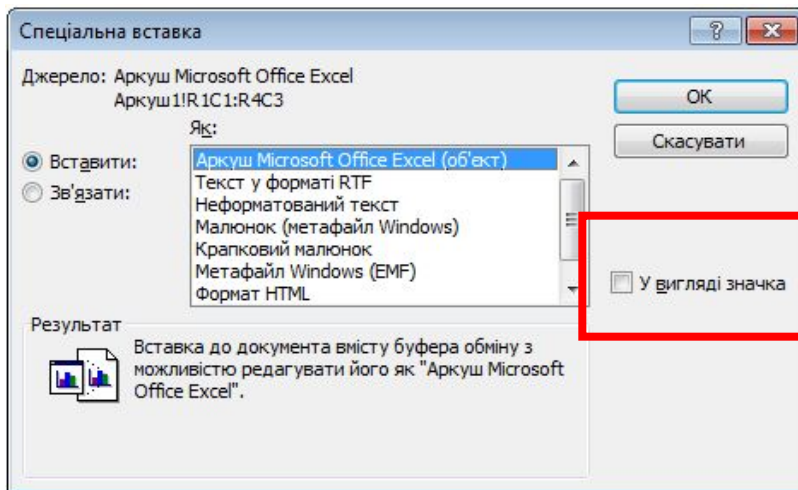 Спеціальна вставка
Джерело: Аркуш Microsoft Office Excel
Аркуш1!R1C1:R4C3
Як:
Вставити:
Зв'язати:
Аркуш Microsoft Office Excel (об'єкт)
Текст у форматі RTF
Неформатований текст
Малюнок (метафайл Windows)
Крапковий малюнок
Метафайл Windows (EMF)
Формат HTML
ОК
Скасувати
У вигляді значка
Результат
Вставка до документа вмісту буфера обміну з
можливістю редагувати його як "Аркуш Microsoft
Office Excel".